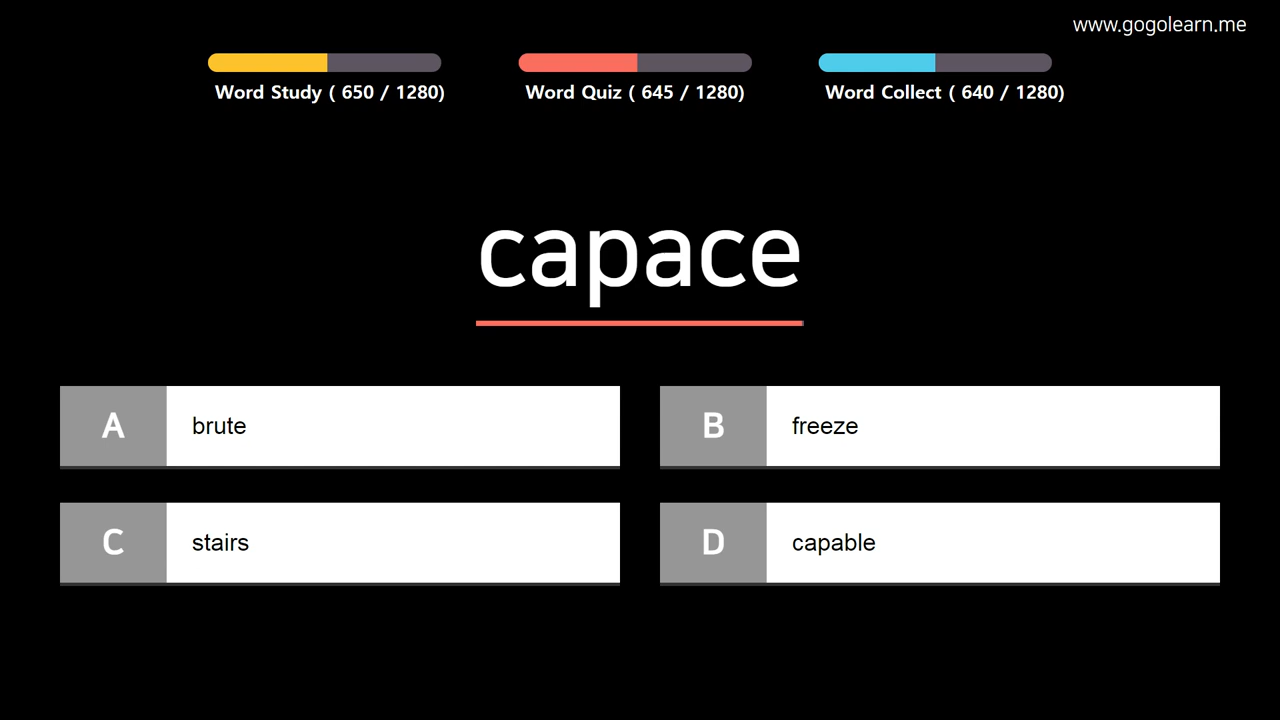 www.gogolearn.me
Word Study ( 650 / 1280)
Word Quiz ( 645 / 1280)
Word Collect ( 640 / 1280)
capace
A brute
B freeze
C stairs
D capable